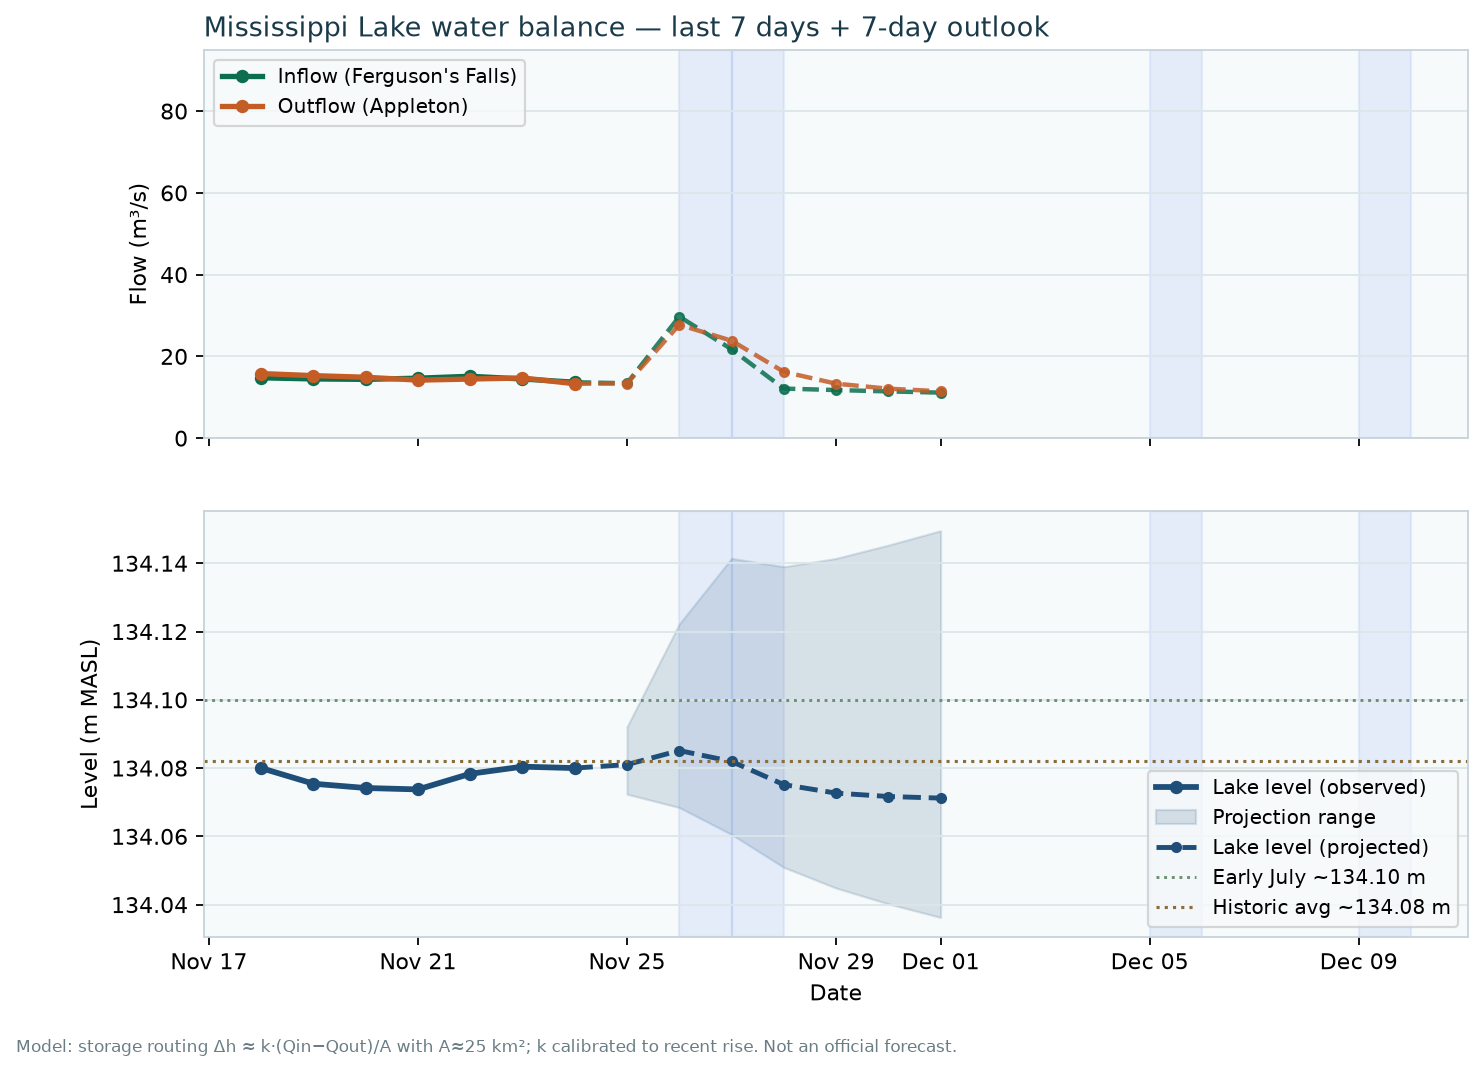 Mississippi Lake water balance — last 7 days + 7-day outlook
Inflow (Ferguson's Falls)
Outflow (Appleton)
Flow (m³/s)
80
60
40
20
0
Level (m MASL)
134.14
134.12
134.10
134.08
134.06
134.04
Lake level (observed)
Projection range
Lake level (projected)
Early July ~134.10 m
Historic avg ~134.08 m
Nov 17 Nov 21 Nov 25 Nov 29 Dec 01 Dec 05 Dec 09
Date
Model: storage routing Δh ≈ k·(Qin−Qout)/A with A≈25 km²; k calibrated to recent rise. Not an official forecast.